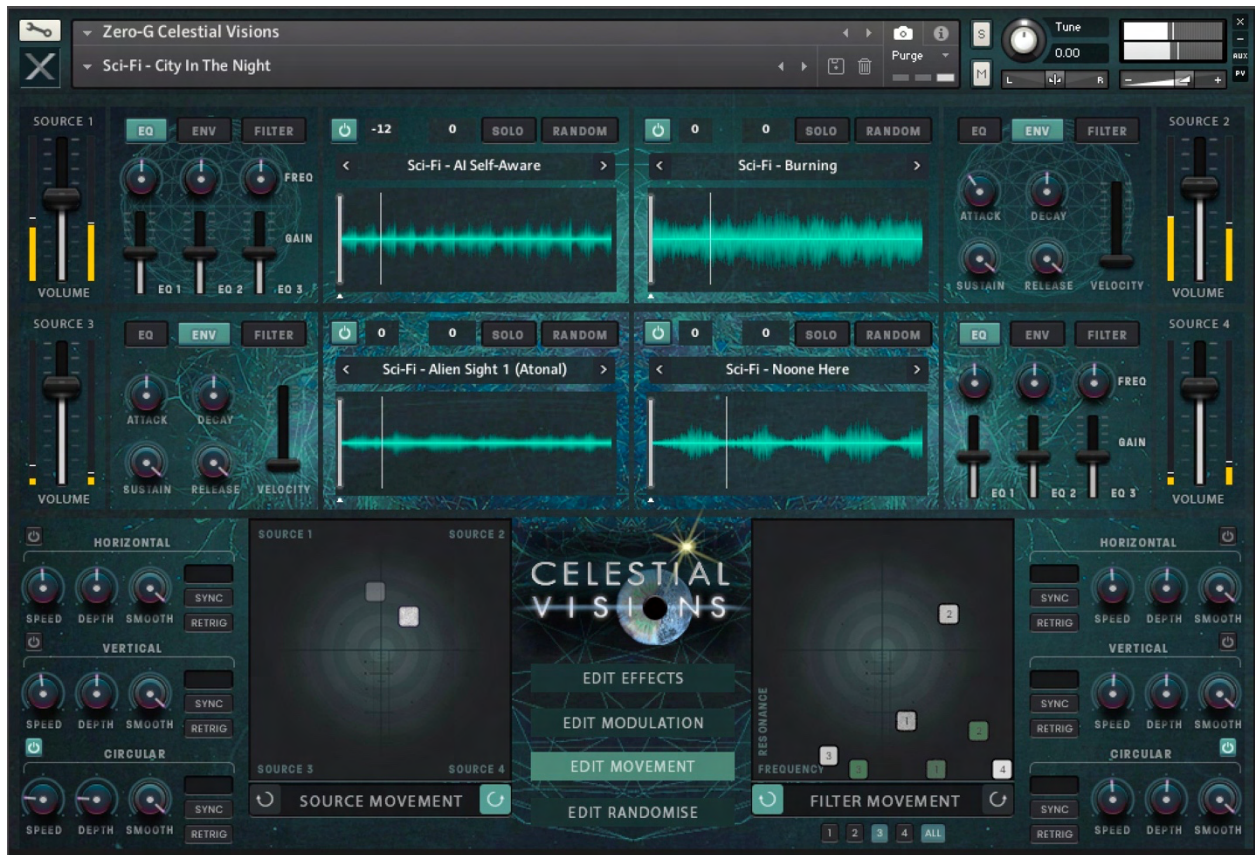 Zero-G Celestial Visions
Sci-Fi - City In The Night
Purge
S
M
Tune
0.00
L R
- +
AUX
PV
SOURCE 1
EQ ENV FILTER
FREQ
GAIN
EQ 1 EQ 2 EQ 3
VOLUME
-12 0 SOLO RANDOM
Sci-Fi - AI Self-Aware
0 0 SOLO RANDOM
Sci-Fi - Burning
EQ ENV FILTER
ATTACK DECAY
SUSTAIN RELEASE VELOCITY
SOURCE 2
VOLUME
SOURCE 3
EQ ENV FILTER
ATTACK DECAY
SUSTAIN RELEASE VELOCITY
VOLUME
0 0 SOLO RANDOM
Sci-Fi - Alien Sight 1 (Atonal)
0 0 SOLO RANDOM
Sci-Fi - Noone Here
EQ ENV FILTER
FREQ
GAIN
EQ 1 EQ 2 EQ 3
SOURCE 4
VOLUME
HORIZONTAL
SYNC
SPEED DEPTH SMOOTH RETRIG
VERTICAL
SYNC
SPEED DEPTH SMOOTH RETRIG
CIRCULAR
SYNC
SPEED DEPTH SMOOTH RETRIG
SOURCE 1 SOURCE 2
SOURCE 3 SOURCE 4
SOURCE MOVEMENT
CELESTIAL
VISIONS
EDIT EFFECTS
EDIT MODULATION
EDIT MOVEMENT
EDIT RANDOMISE
2
1
2
3
3 1 4
RESONANCE
FREQUENCY
FILTER MOVEMENT
1 2 3 4 ALL
HORIZONTAL
SYNC
RETRIG SPEED DEPTH SMOOTH
VERTICAL
SYNC
RETRIG SPEED DEPTH SMOOTH
CIRCULAR
SYNC
RETRIG SPEED DEPTH SMOOTH